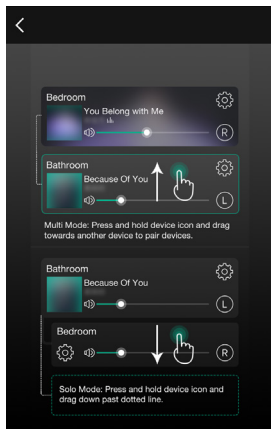 Bedroom
You Belong with Me
R
Bathroom
Because Of You
L
Multi Mode: Press and hold device icon and drag
towards another device to pair devices.
Bathroom
Because Of You
L
Bedroom
R
Solo Mode: Press and hold device icon and
drag down past dotted line.